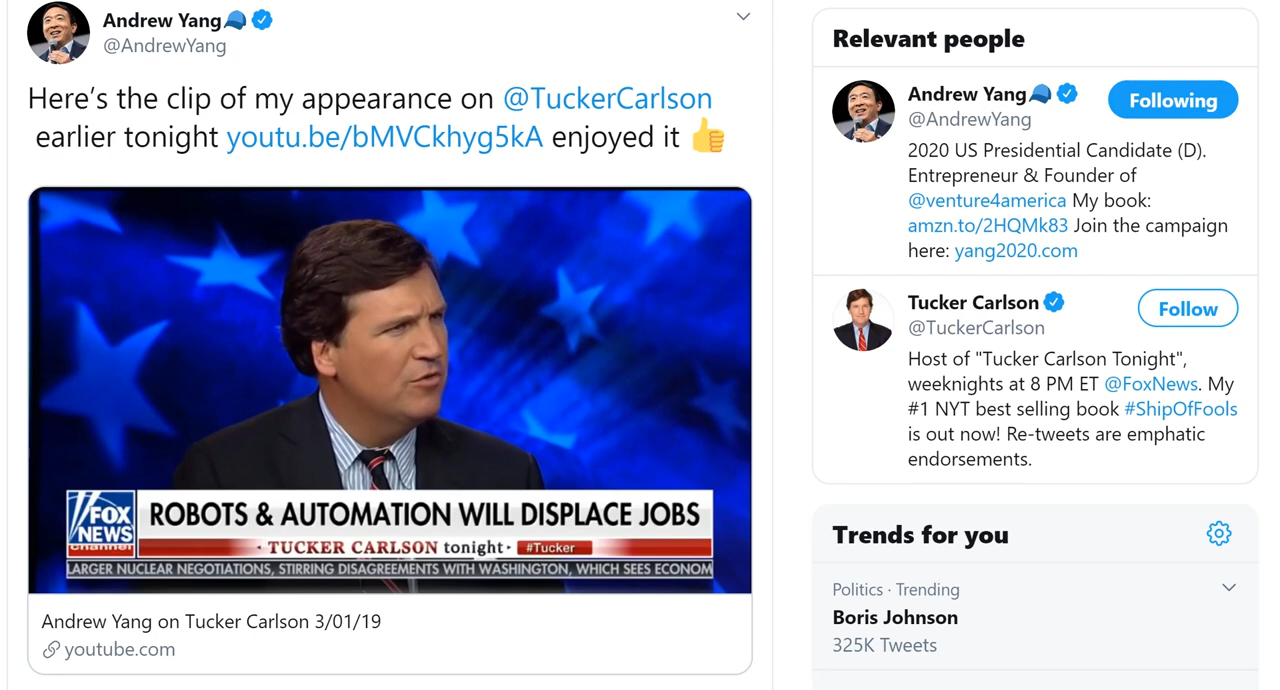 Andrew Yang🧢
@AndrewYang
Here’s the clip of my appearance on @TuckerCarlson
earlier tonight youtu.be/bMVCkhyg5kA enjoyed it 👍
FOX
NEWS
channel
ROBOTS & AUTOMATION WILL DISPLACE JOBS
· TUCKER CARLSON tonight · #Tucker
LARGER NUCLEAR NEGOTIATIONS, STIRRING DISAGREEMENTS WITH WASHINGTON, WHICH SEES ECONOM
Andrew Yang on Tucker Carlson 3/01/19
youtube.com
Relevant people
Andrew Yang🧢
@AndrewYang
Following
2020 US Presidential Candidate (D).
Entrepreneur & Founder of
@venture4america My book:
amzn.to/2HQMk83 Join the campaign
here: yang2020.com
Tucker Carlson
@TuckerCarlson
Follow
Host of "Tucker Carlson Tonight",
weeknights at 8 PM ET @FoxNews. My
#1 NYT best selling book #ShipOfFools
is out now! Re-tweets are emphatic
endorsements.
Trends for you
Politics · Trending
Boris Johnson
325K Tweets